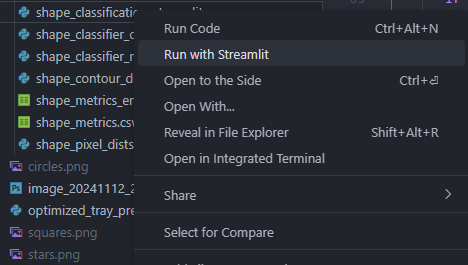 shape_classification
shape_classifier_c
shape_classifier_r
shape_contour_d
shape_metrics_en
shape_metrics.csv
shape_pixel_dists
circles.png
image_20241112_2
optimized_tray_pre
squares.png
stars.png
Run Code Ctrl+Alt+N
Run with Streamlit
Open to the Side Ctrl+⏎
Open With...
Reveal in File Explorer Shift+Alt+R
Open in Integrated Terminal
Share
Select for Compare